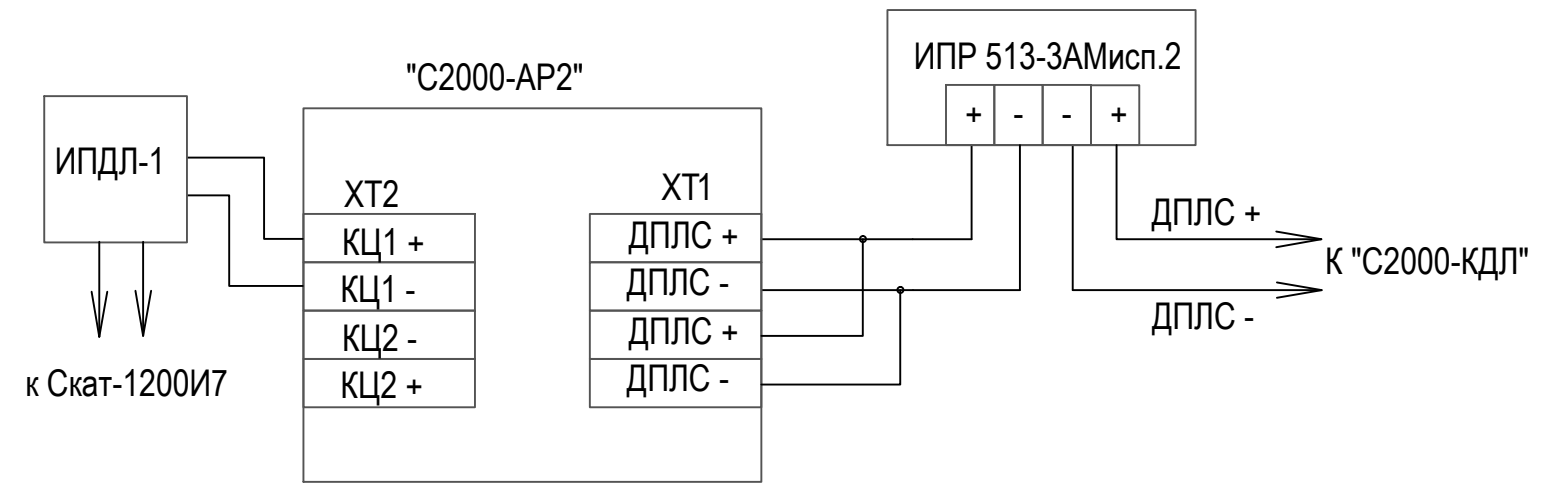 ИПР 513-3АМисп.2
+ - - +
"С2000-АР2"
ИПДЛ-1
ХТ2
ХТ1
КЦ1 +
КЦ1 -
КЦ2 -
КЦ2 +
ДПЛС +
ДПЛС -
ДПЛС +
ДПЛС -
ДПЛС +
К "С2000-КДЛ"
ДПЛС -
к Скат-1200И7